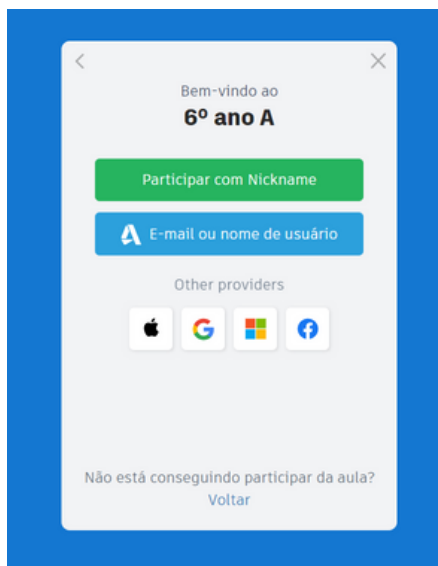 Bem-vindo ao
6º ano A
Participar com Nickname
E-mail ou nome de usuário
Other providers
Não está conseguindo participar da aula?
Voltar